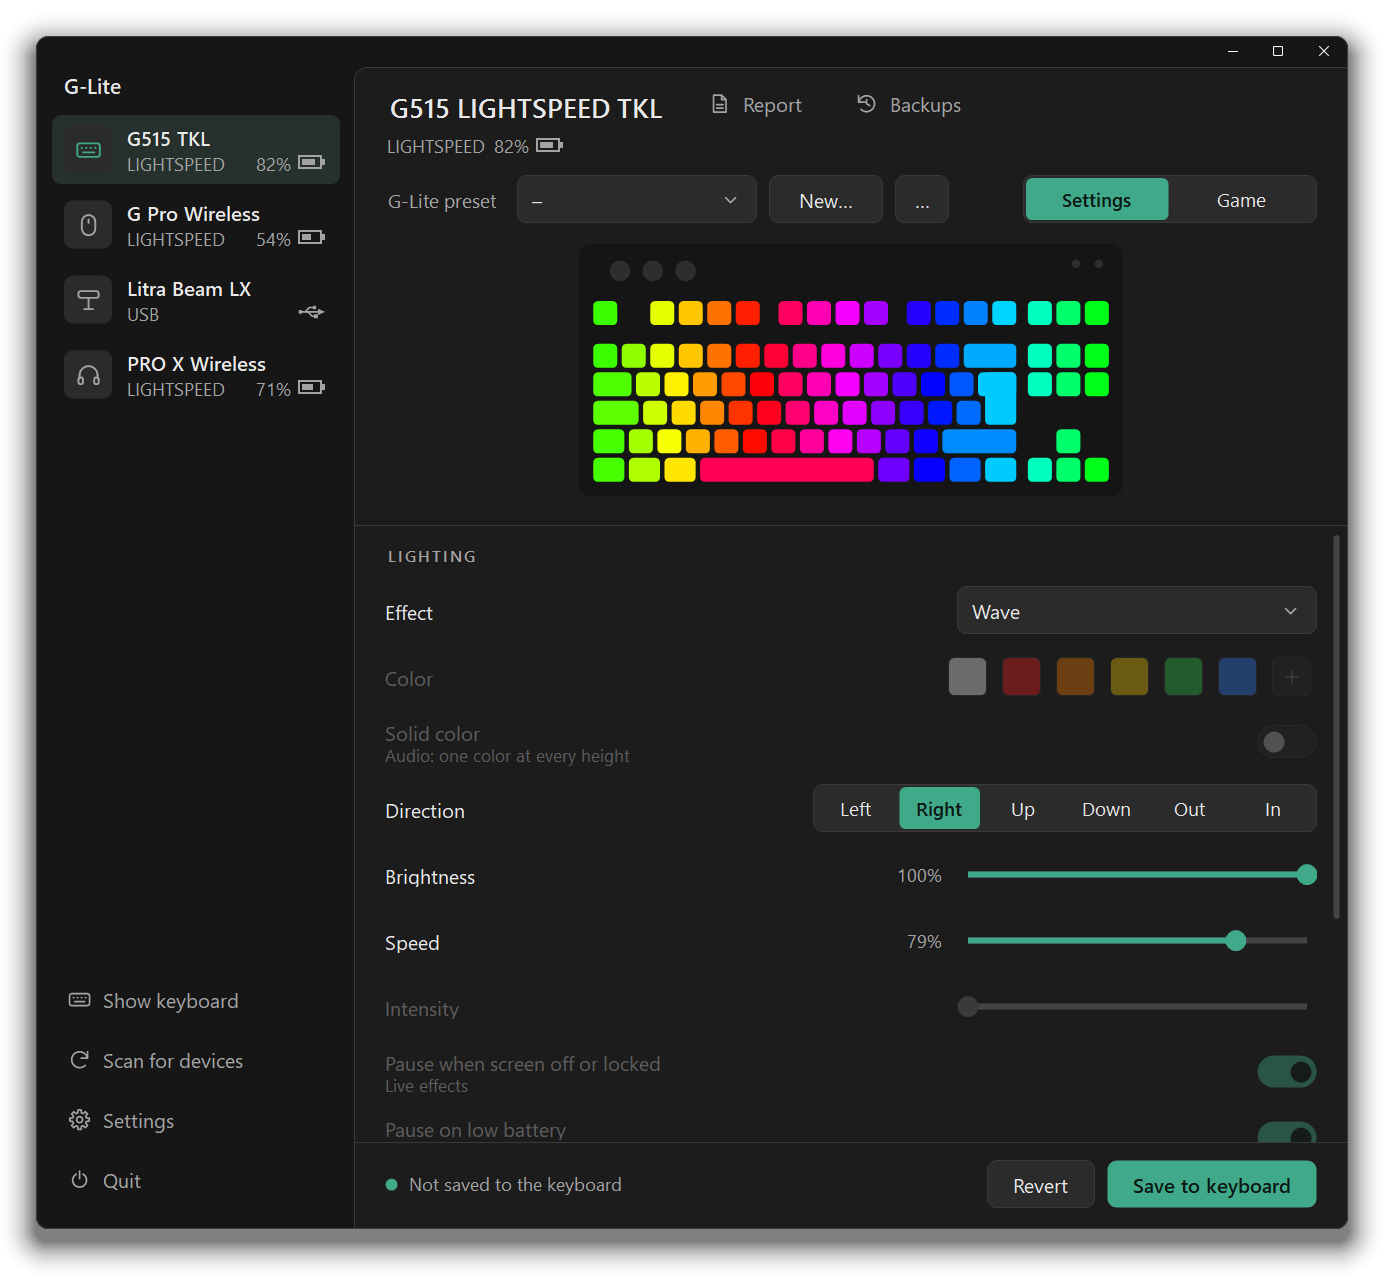 G-Lite
G515 TKL
LIGHTSPEED 82%
G Pro Wireless
LIGHTSPEED 54%
Litra Beam LX
USB
PRO X Wireless
LIGHTSPEED 71%
Show keyboard
Scan for devices
Settings
Quit
G515 LIGHTSPEED TKL
Report
Backups
LIGHTSPEED 82%
G-Lite preset
–
New...
...
Settings
Game
LIGHTING
Effect
Wave
Color
+
Solid color
Audio: one color at every height
Direction
Left
Right
Up
Down
Out
In
Brightness
100%
Speed
79%
Intensity
Pause when screen off or locked
Live effects
Pause on low battery
Not saved to the keyboard
Revert
Save to keyboard